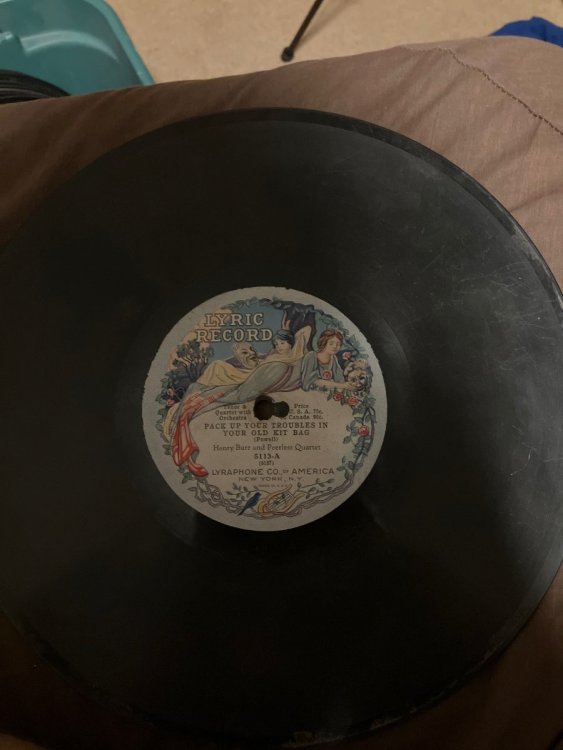 LYRIC
RECORD
Tenor & Price
Quartet with U. S. A. 75c.
Orchestra Canada 90c.
PACK UP YOUR TROUBLES IN
YOUR OLD KIT BAG
(Powell)
Henry Burr and Peerless Quartet
5113-A
LYRAPHONE CO. OF AMERICA
NEW YORK, N.Y.